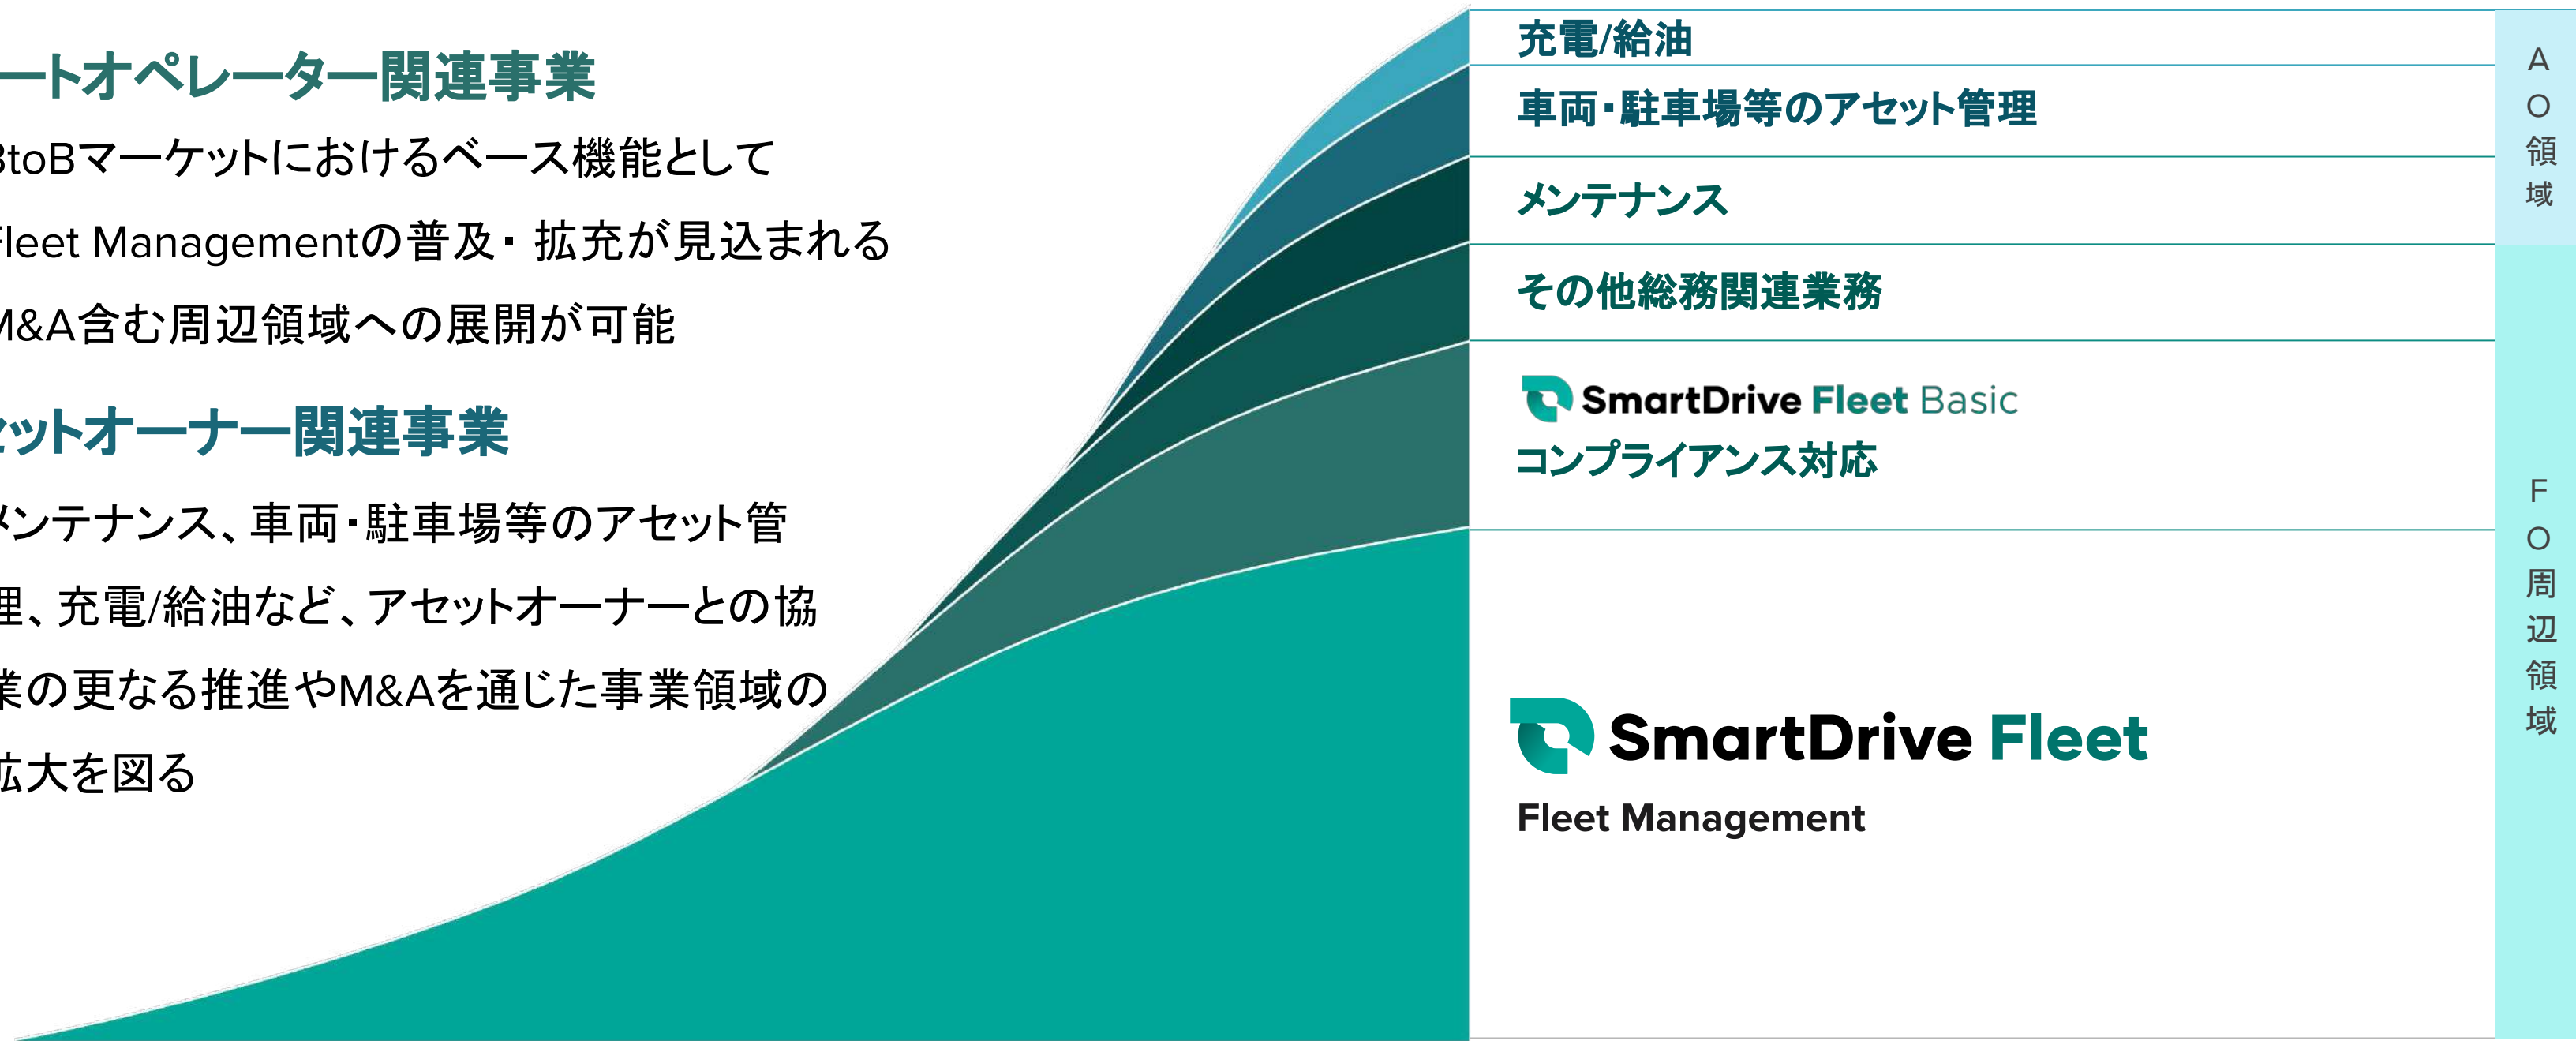 ートオペレーター関連事業
BtoBマーケットにおけるベース機能として
Fleet Managementの普及・拡充が見込まれる
M&A含む周辺領域への展開が可能
セットオーナー関連事業
メンテナンス、車両・駐車場等のアセット管
理、充電/給油など、アセットオーナーとの協
業の更なる推進やM&Aを通じた事業領域の
拡大を図る
充電/給油
車両・駐車場等のアセット管理
メンテナンス
その他総務関連業務
SmartDrive Fleet Basic
コンプライアンス対応
SmartDrive Fleet
Fleet Management
AO領域
FO周辺領域